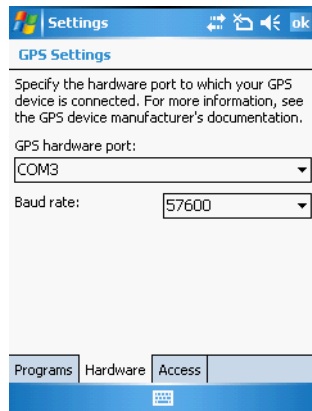 Settings
ok
GPS Settings
Specify the hardware port to which your GPS
device is connected. For more information, see
the GPS device manufacturer's documentation.
GPS hardware port:
COM3
Baud rate:
57600
Programs
Hardware
Access